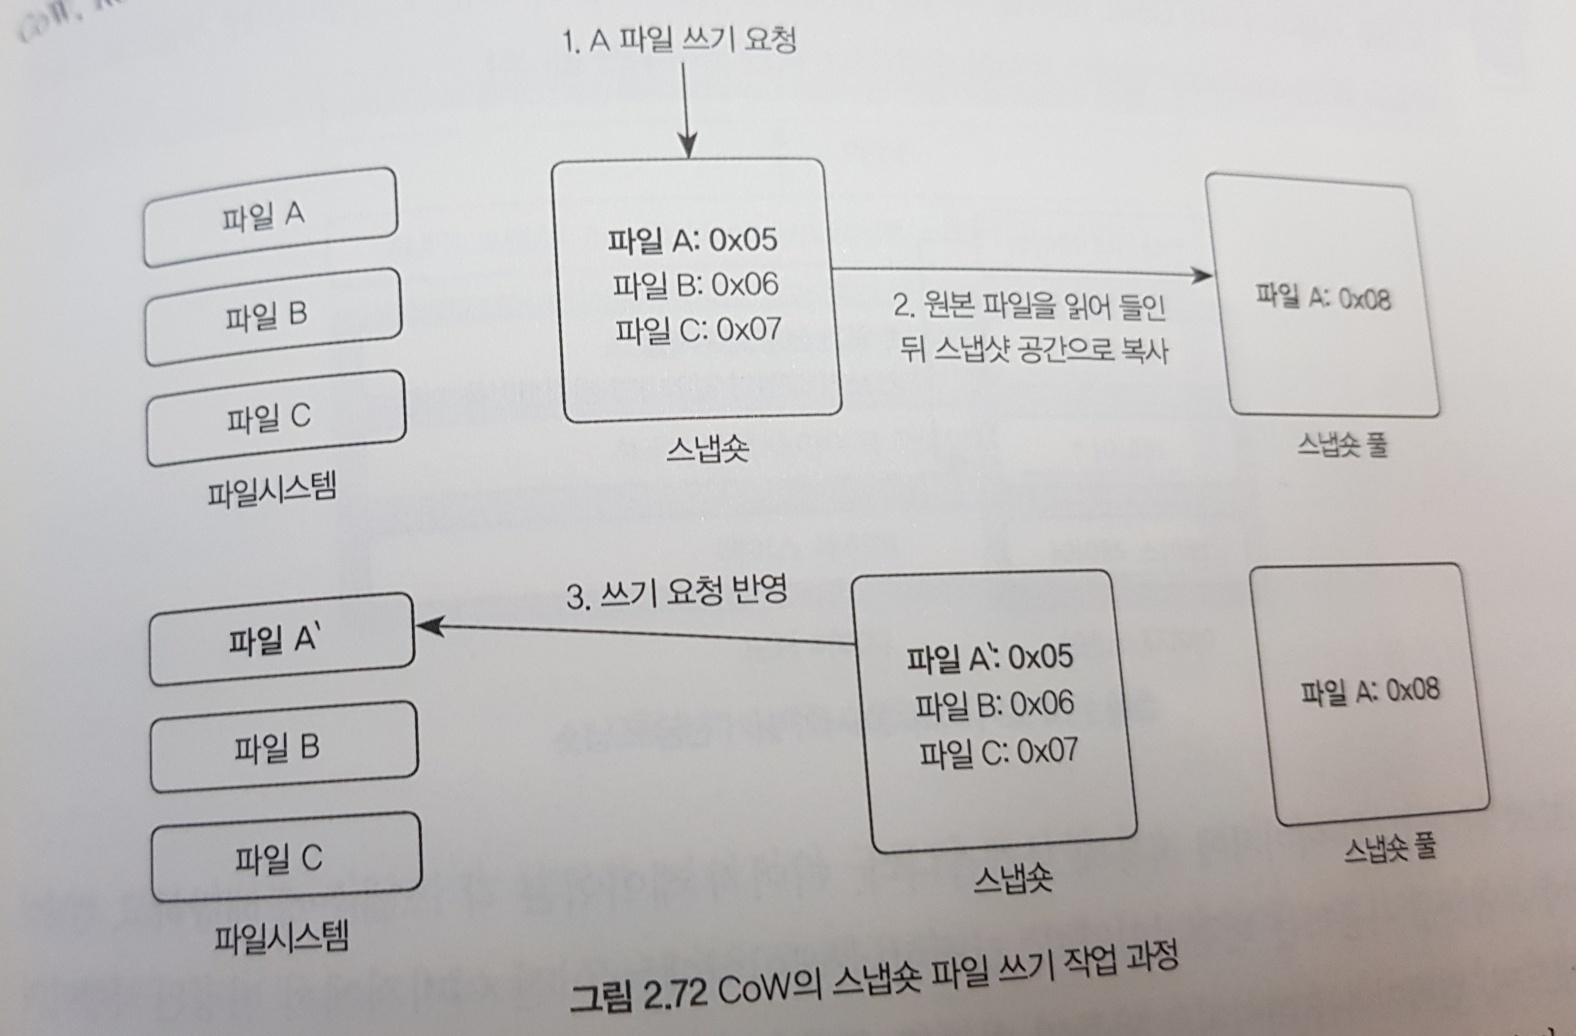 CoW,
1. A 파일 쓰기 요청
파일 A
파일 B
파일 C
파일시스템
파일 A: 0x05
파일 B: 0x06
파일 C: 0x07
스냅숏
2. 원본 파일을 읽어 들인
뒤 스냅샷 공간으로 복사
파일 A: 0x08
스냅숏 풀
3. 쓰기 요청 반영
파일 A'
파일 B
파일 C
파일시스템
파일 A': 0x05
파일 B: 0x06
파일 C: 0x07
스냅숏
파일 A: 0x08
스냅숏 풀
그림 2.72 CoW의 스냅숏 파일 쓰기 작업 과정